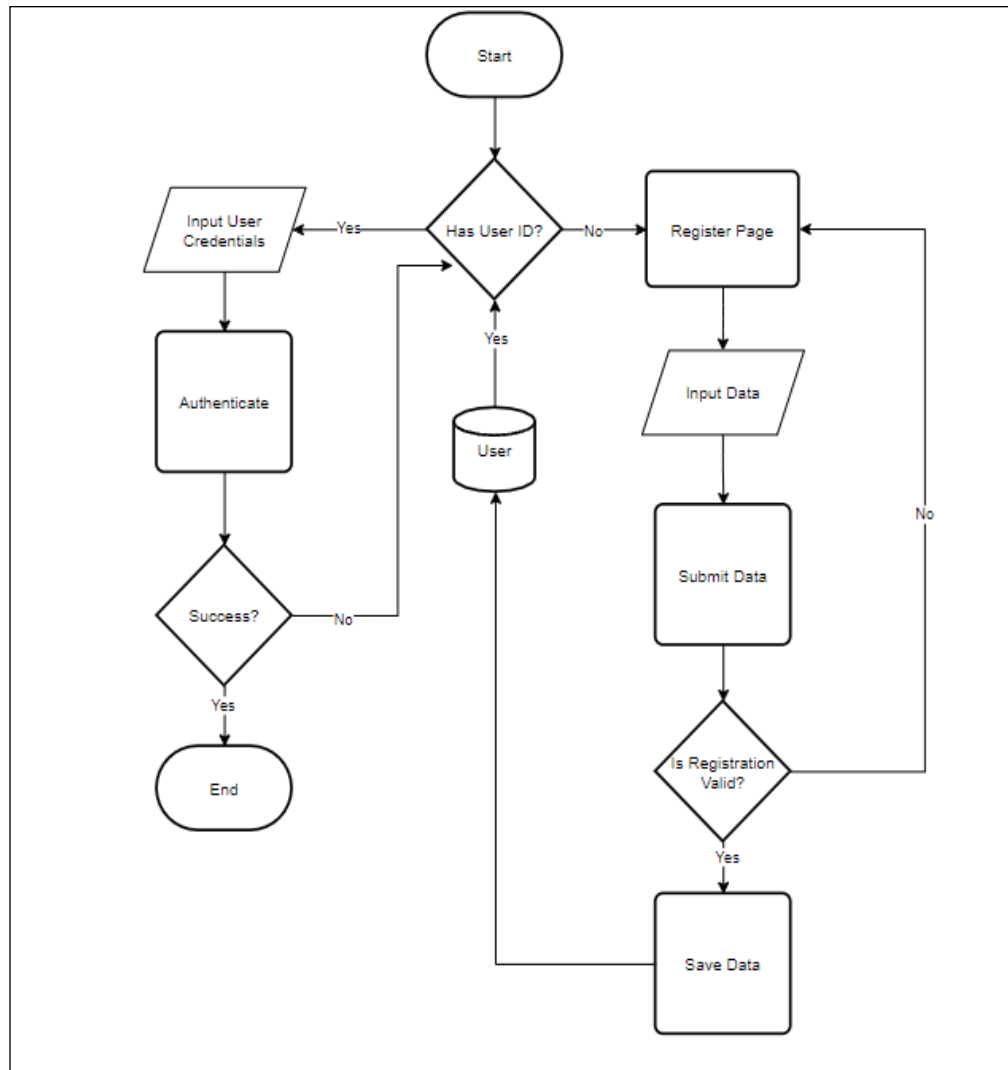 Start
Input User
Credentials
Yes
Has User ID?
No
Register Page
Yes
Authenticate
Input Data
User
No
Submit Data
Success?
No
Yes
Is Registration
Valid?
End
Yes
Save Data